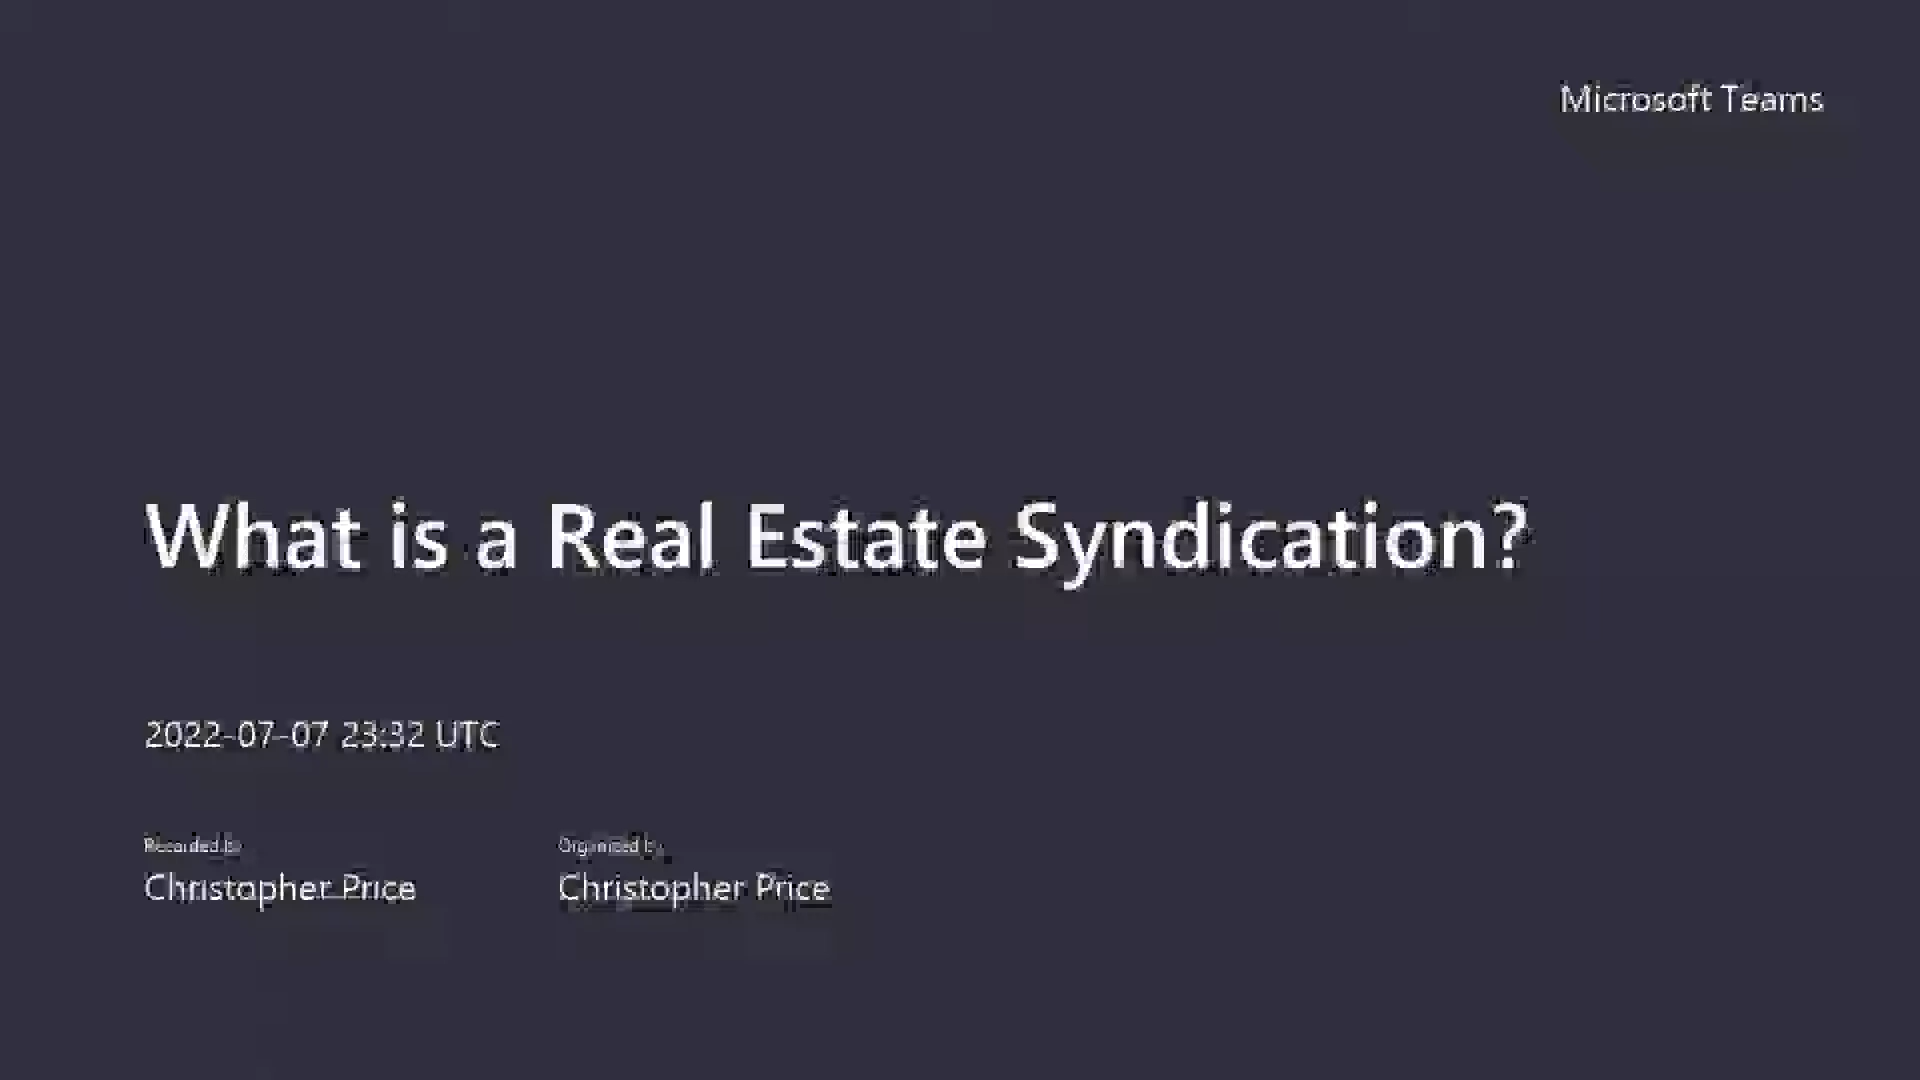 Microsoft Teams
What is a Real Estate Syndication?
2022-07-07 23:32 UTC
Recorded by
Organized by
Christopher Price
Christopher Price